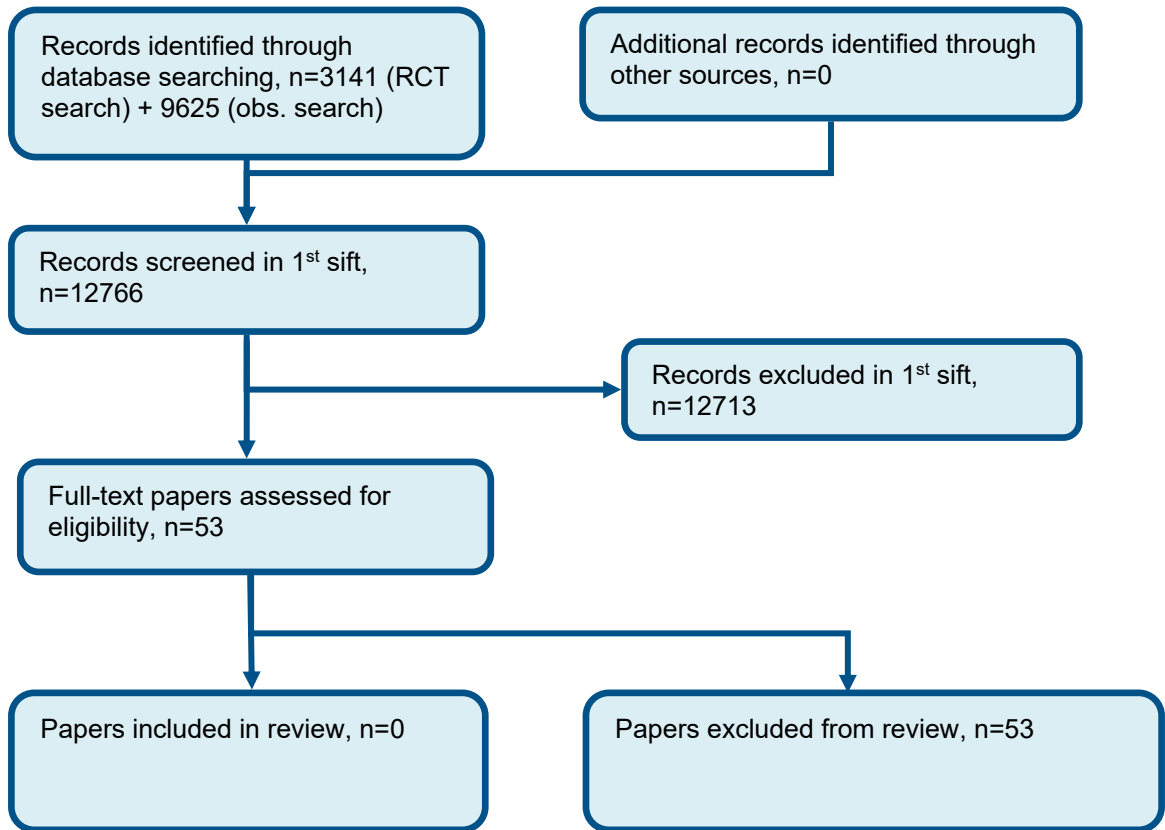 Records identified through
database searching, n=3141 (RCT
search) + 9625 (obs. search)
Additional records identified through
other sources, n=0
Records screened in 1st sift,
n=12766
Records excluded in 1st sift,
n=12713
Full-text papers assessed for
eligibility, n=53
Papers included in review, n=0
Papers excluded from review, n=53